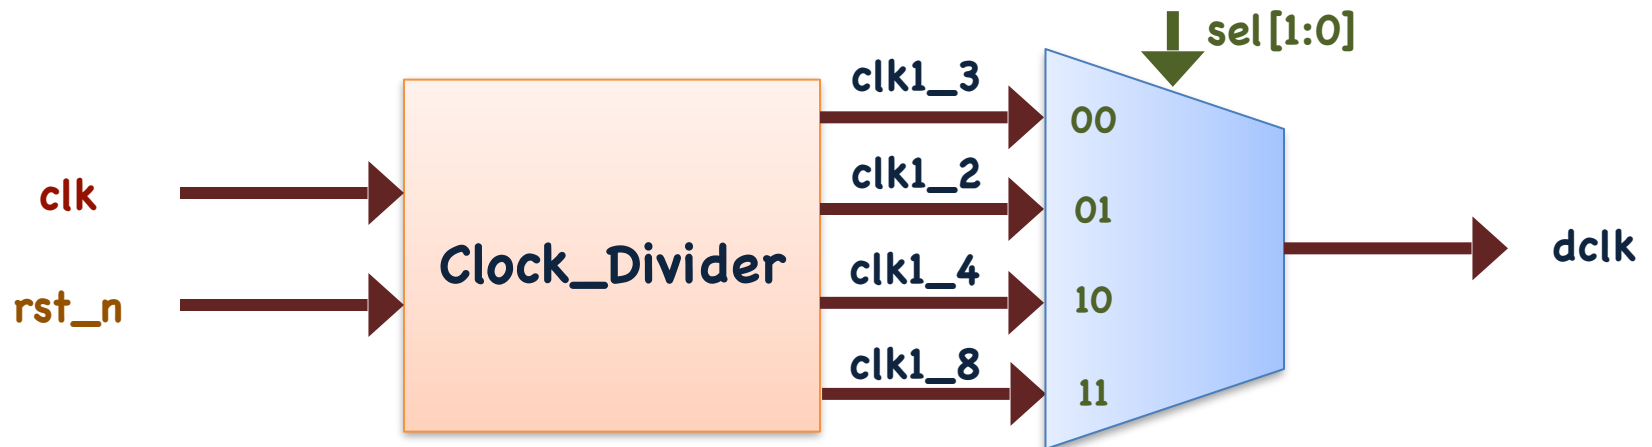 sel[1:0]
clk1_3
00
clk1_2
01
clk
Clock_Divider
dclk
clk1_4
10
rst_n
clk1_8
11